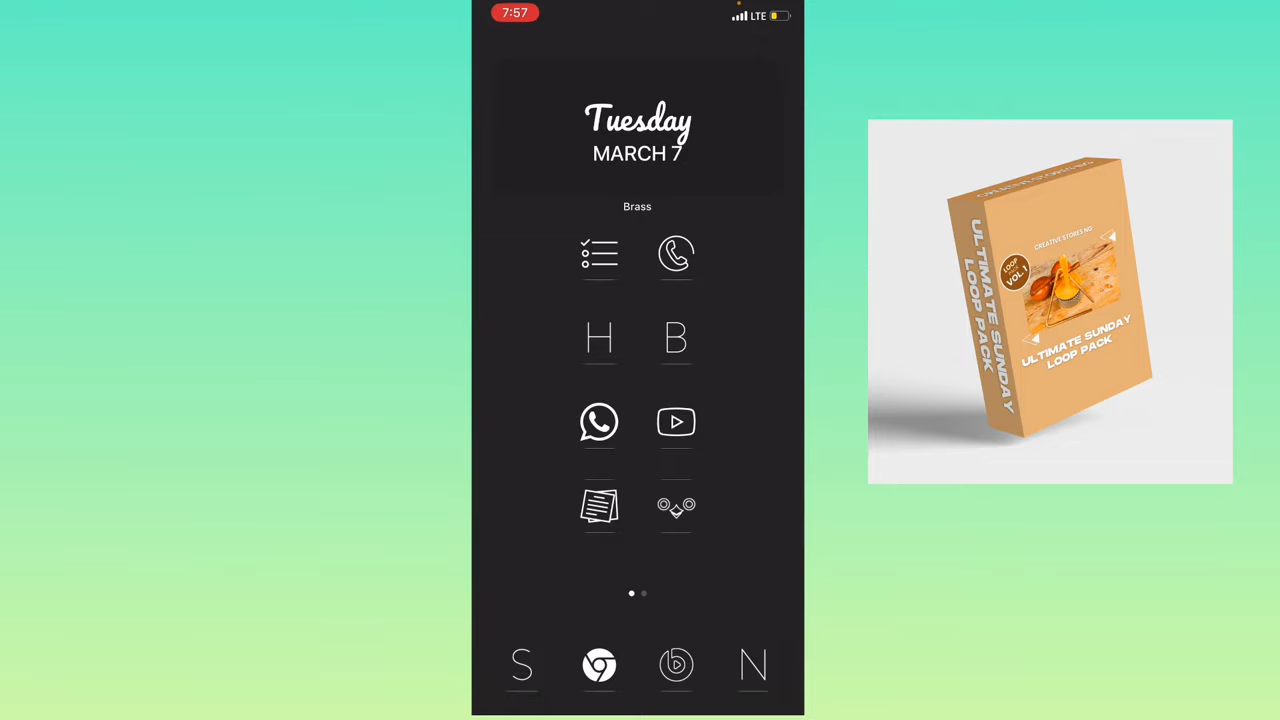 7:57
LTE
Tuesday
MARCH 7
Brass
H
B
S
N
CREATIVE STORES NG
LOOP
PACK
VOL 1
ULTIMATE SUNDAY
LOOP PACK
ULTIMATE SUNDAY
LOOP PACK